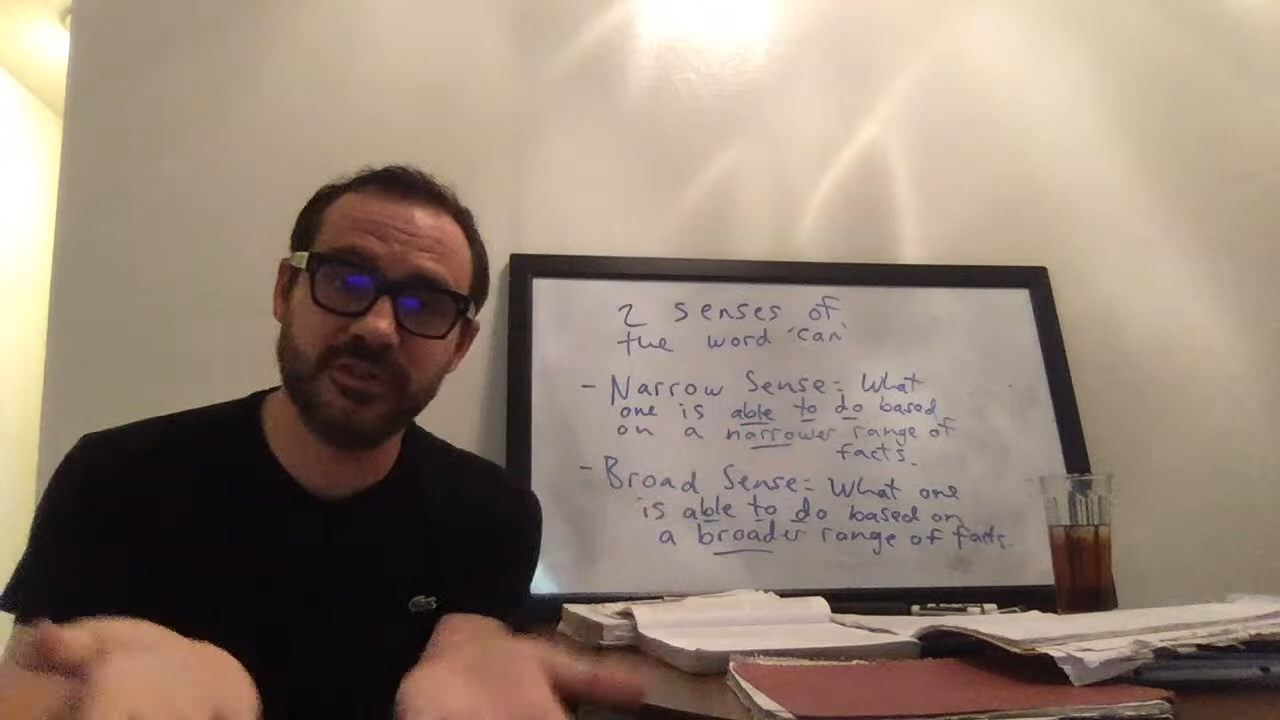 2 senses of
the word 'can'
- Narrow Sense = What
one is able to do based
on a narrower range of
facts.
- Broad Sense = What one
is able to do based on
a broader range of facts.